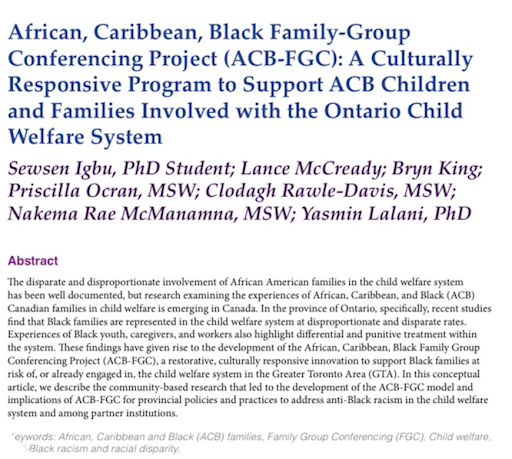 African, Caribbean, Black Family-Group
Conferencing Project (ACB-FGC): A Culturally
Responsive Program to Support ACB Children
and Families Involved with the Ontario Child
Welfare System
Sewsen Igbu, PhD Student; Lance McCready; Bryn King;
Priscilla Ocran, MSW; Clodagh Rawle-Davis, MSW;
Nakema Rae McManamna, MSW; Yasmin Lalani, PhD
Abstract
The disparate and disproportionate involvement of African American families in the child welfare system
has been well documented, but research examining the experiences of African, Caribbean, and Black (ACB)
Canadian families in child welfare is emerging in Canada. In the province of Ontario, specifically, recent studies
find that Black families are represented in the child welfare system at disproportionate and disparate rates.
Experiences of Black youth, caregivers, and workers also highlight differential and punitive treatment within
the system. These findings have given rise to the development of the African, Caribbean, Black Family Group
Conferencing Project (ACB-FGC), a restorative, culturally responsive innovation to support Black families at
risk of, or already engaged in, the child welfare system in the Greater Toronto Area (GTA). In this conceptual
article, we describe the community-based research that led to the development of the ACB-FGC model and
implications of ACB-FGC for provincial policies and practices to address anti-Black racism in the child welfare
system and among partner institutions.
eywords: African, Caribbean and Black (ACB) families, Family Group Conferencing (FGC), Child welfare,
-Black racism and racial disparity.